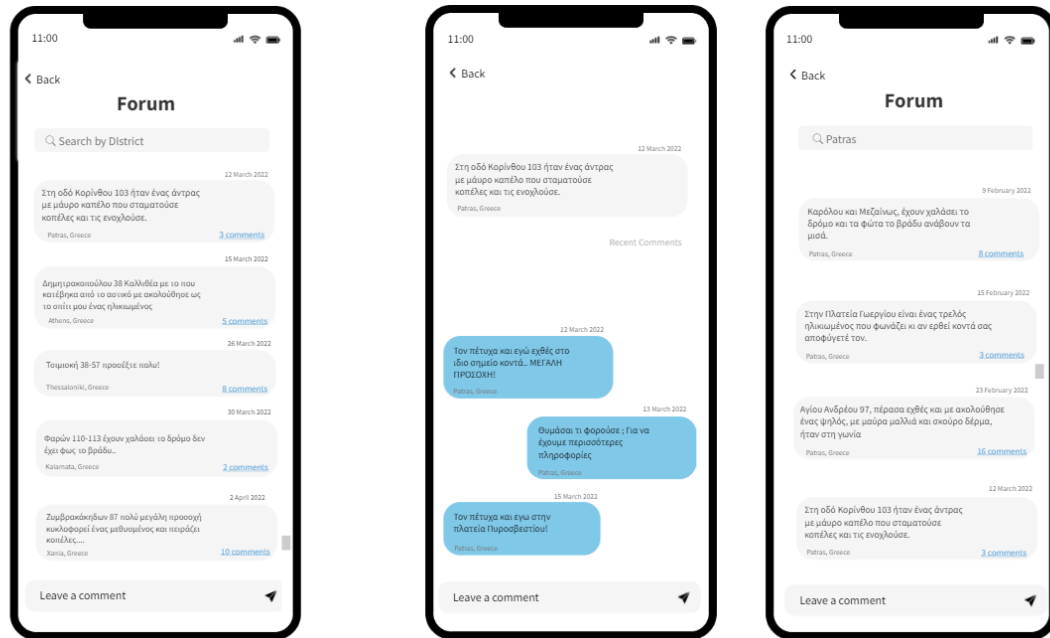 11:00
Back
Forum
Search by DIstrict
12 March 2022
Στη οδό Κορίνθου 103 ήταν ένας άντρας
με μάυρο καπέλο που σταματούσε
κοπέλες και τις ενοχλούσε.
Patras, Greece
3 comments
15 March 2022
Δημητρακοπούλου 38 Καλλιθέα με το που
κατέβηκα από το αστικό με ακολούθησε ως
το σπίτι μου ένας ηλικιωμένος
Athens, Greece
5 comments
26 March 2022
Τσιμισκή 38-57 προσέξτε πολυ!
Thessaloniki, Greece
8 comments
30 March 2022
Φαρών 110-113 έχουν χαλάσει το δρόμο δεν
έχει φως το βράδυ..
Kalamata, Greece
2 comments
2 April 2022
Ζυμβρακάκηδων 87 πολύ μεγάλη προσοχή
κυκλοφορεί ένας μεθυσμένος και πειράζει
κοπέλες....
Xania, Greece
10 comments
Leave a comment
11:00
Back
12 March 2022
Στη οδό Κορίνθου 103 ήταν ένας άντρας
με μάυρο καπέλο που σταματούσε
κοπέλες και τις ενοχλούσε.
Patras, Greece
Recent Comments
12 March 2022
Τον πέτυχα και εγώ εχθές στο
ιδιο σημείο κοντά.. ΜΕΓΑΛΗ
ΠΡΟΣΟΧΗ!
Patras, Greece
13 March 2022
Θυμάσαι τι φορούσε ; Για να
έχουμε περισσότερες
πληροφορίες
Patras, Greece
15 March 2022
Τον πέτυχα και εγω στην
πλατεία Πυροσβεστίου!
Patras, Greece
Leave a comment
11:00
Back
Forum
Patras
9 February 2022
Καρόλου και Μεζαίνως, έχουν χαλάσει το
δρόμο και τα φώτα το βράδυ ανάβουν τα
μισά.
Patras, Greece
8 comments
15 February 2022
Στην Πλατεία Γωεργίου είναι ένας τρελός
ηλικιωμένος που φωνάζει κι αν ερθεί κοντά σας
αποφύγετέ τον.
Patras, Greece
3 comments
23 February 2022
Αγίου Ανδρέου 97, πέρασα εχθές και με ακολούθησε
ένας ψηλός, με μαύρα μαλλιά και σκούρο δέρμα,
ήταν στη γωνία
Patras, Greece
16 comments
12 March 2022
Στη οδό Κορίνθου 103 ήταν ένας άντρας
με μάυρο καπέλο που σταματούσε
κοπέλες και τις ενοχλούσε.
Patras, Greece
3 comments
Leave a comment